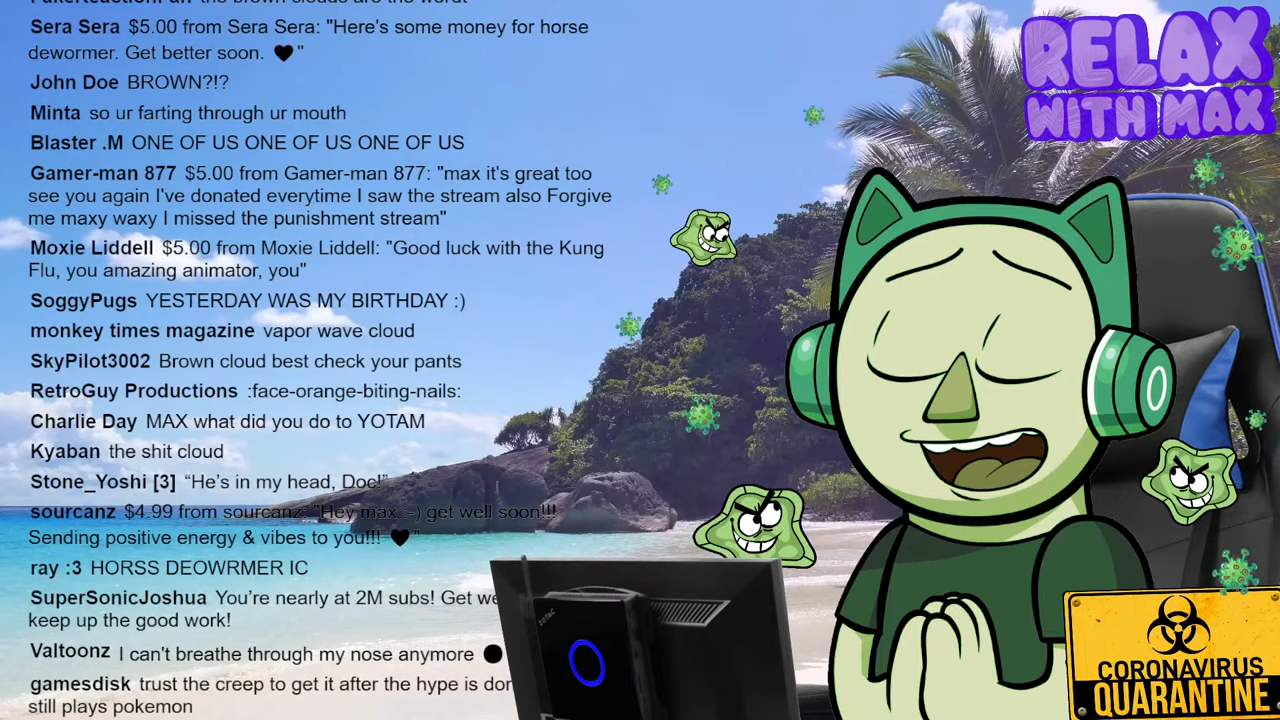 Sera Sera $5.00 from Sera Sera: "Here's some money for horse
dewormer. Get better soon. 🖤"
John Doe BROWN?!?
Minta so ur farting through ur mouth
Blaster .M ONE OF US ONE OF US ONE OF US
Gamer-man 877 $5.00 from Gamer-man 877: "max it's great too
see you again I've donated everytime I saw the stream also Forgive
me maxy waxy I missed the punishment stream"
Moxie Liddell $5.00 from Moxie Liddell: "Good luck with the Kung
Flu, you amazing animator, you"
SoggyPugs YESTERDAY WAS MY BIRTHDAY :)
monkey times magazine vapor wave cloud
SkyPilot3002 Brown cloud best check your pants
RetroGuy Productions :face-orange-biting-nails:
Charlie Day MAX what did you do to YOTAM
Kyaban the shit cloud
Stone_Yoshi [3] “He’s in my head, Doc!”
sourcanz $4.99 from sourcanz: "Hey max :-) get well soon!!!
Sending positive energy & vibes to you!!! 🖤"
ray :3 HORSS DEOWRMER IC
SuperSonicJoshua You’re nearly at 2M subs! Get we
keep up the good work!
Valtoonz I can't breathe through my nose anymore ⚫
gamesdisk trust the creep to get it after the hype is dor
still plays pokemon
RELAX
WITH MAX
ZOTAC
CORONAVIRUS
QUARANTINE